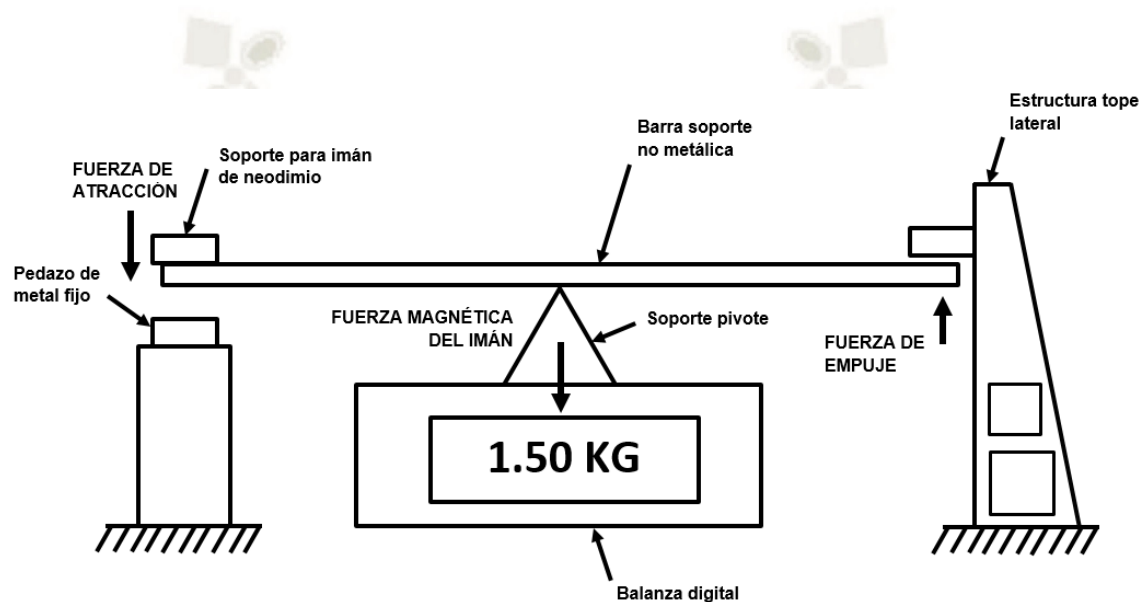 Estructura tope
lateral
Barra soporte
no metálica
Soporte para imán
de neodimio
FUERZA DE
ATRACCIÓN
Pedazo de
metal fijo
FUERZA MAGNÉTICA
DEL IMÁN
Soporte pivote
FUERZA DE
EMPUJE
1.50 KG
Balanza digital